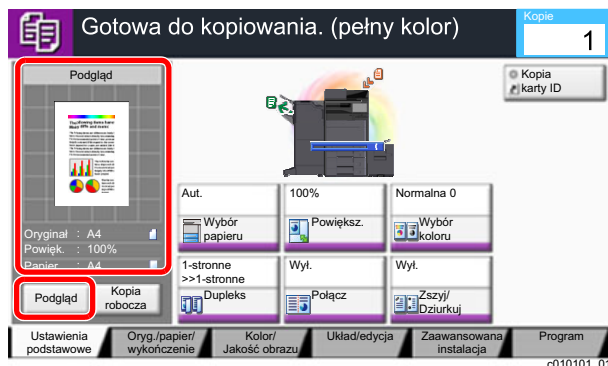 Gotowa do kopiowania. (pełny kolor)
Kopie
1
Podgląd
Oryginał : A4
Powięk. : 100%
Papier : A4
Podgląd
Kopia
robocza
Kopia
karty ID
Aut.
Wybór
papieru
100%
Powiększ.
Normalna 0
Wybór
koloru
1-stronne
>>1-stronne
Dupleks
Wył.
Połącz
Wył.
Zszyj/
Dziurkuj
Ustawienia
podstawowe
Oryg./papier/
wykończenie
Kolor/
Jakość obrazu
Układ/edycja
Zaawansowana
instalacja
Program
c010101_01